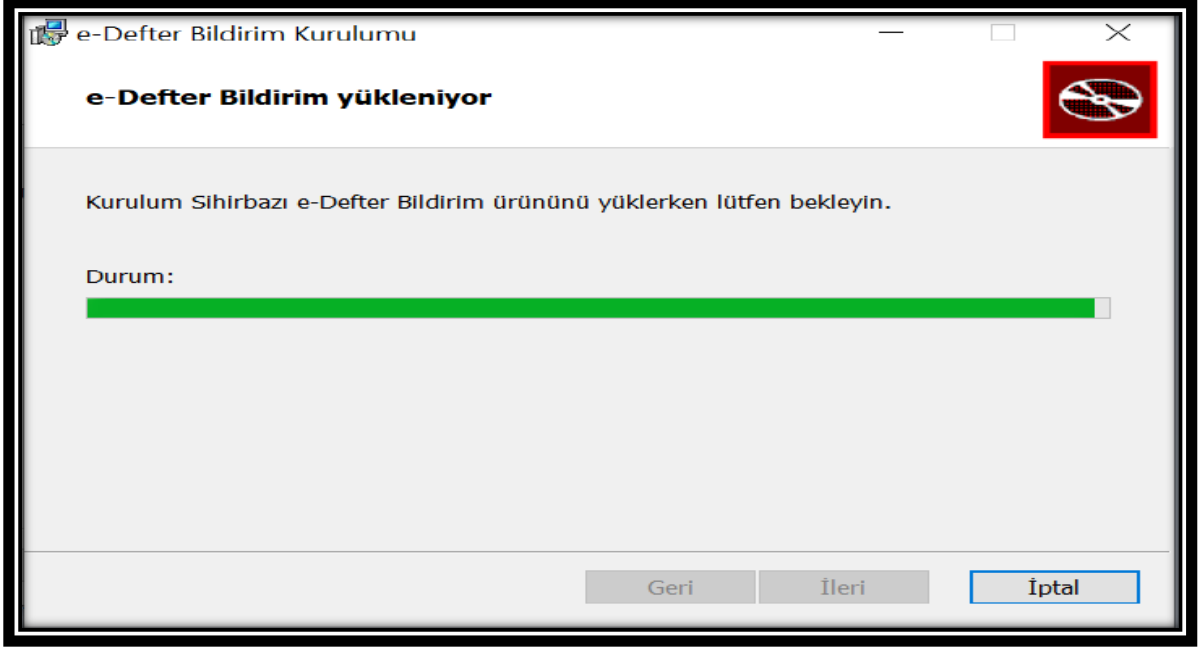 e-Defter Bildirim Kurulumu
e-Defter Bildirim yükleniyor
Kurulum Sihirbazı e-Defter Bildirim ürününü yüklerken lütfen bekleyin.
Durum:
Geri
İleri
İptal